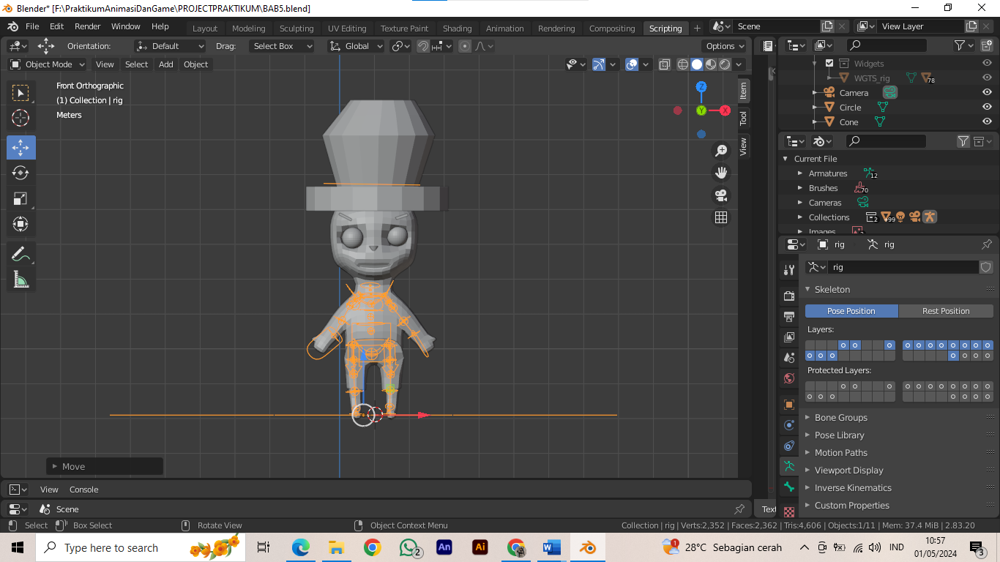 Blender* [F:\PraktikumAnimasiDanGame\PROJECTPRAKTIKUM\BAB5.blend]
File Edit Render Window Help Layout Modeling Sculpting UV Editing Texture Paint Shading Animation Rendering Compositing Scripting + Scene View Layer
Orientation: Default Drag: Select Box Global Options
Object Mode View Select Add Object
Front Orthographic
(1) Collection | rig
Meters
Z
Y
X
Item
Tool
View
Widgets
WGTS_rig 78
Camera
Circle
Cone
Current File
Armatures 12
Brushes 70
Cameras
Collections 2 +99
Images
rig rig
rig
Skeleton
Pose Position Rest Position
Layers:
Protected Layers:
Bone Groups
Pose Library
Motion Paths
Viewport Display
Inverse Kinematics
Custom Properties
Move
View Console
Scene
Text
Select Box Select Rotate View Object Context Menu Collection | rig | Verts:2,352 | Faces:2,362 | Tris:4,606 | Objects:1/11 | Mem: 37.4 MiB | 2.83.20
Type here to search 2 An Ai W 1 28°C Sebagian cerah IND 10:57
01/05/2024 3